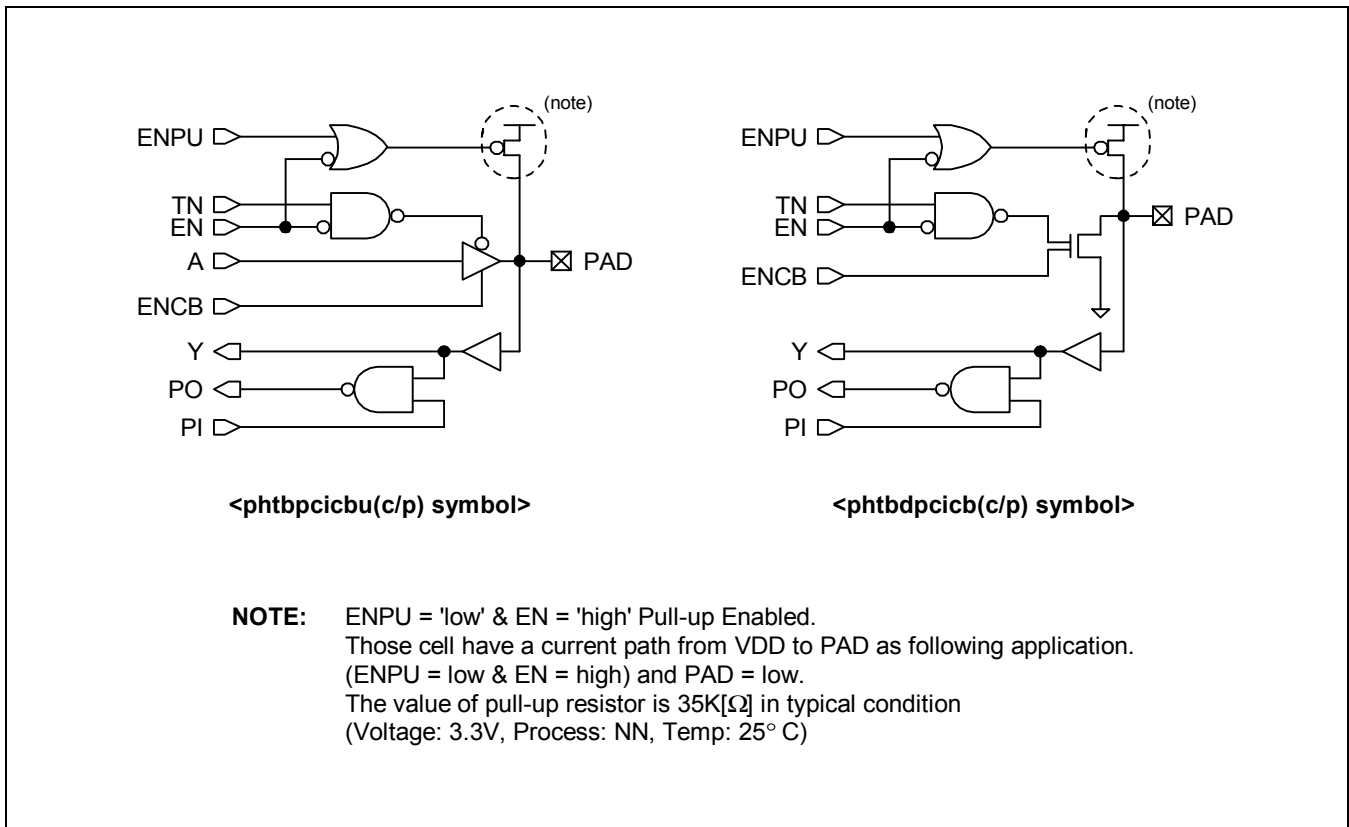 (note)
ENPU
TN
EN
A
PAD
ENCB
Y
PO
PI
<phtbpcicbu(c/p) symbol>
(note)
ENPU
TN
EN
PAD
ENCB
Y
PO
PI
<phtbdpcicb(c/p) symbol>
NOTE: ENPU = 'low' & EN = 'high' Pull-up Enabled.
Those cell have a current path from VDD to PAD as following application.
(ENPU = low & EN = high) and PAD = low.
The value of pull-up resistor is 35K[Ω] in typical condition
(Voltage: 3.3V, Process: NN, Temp: 25° C)